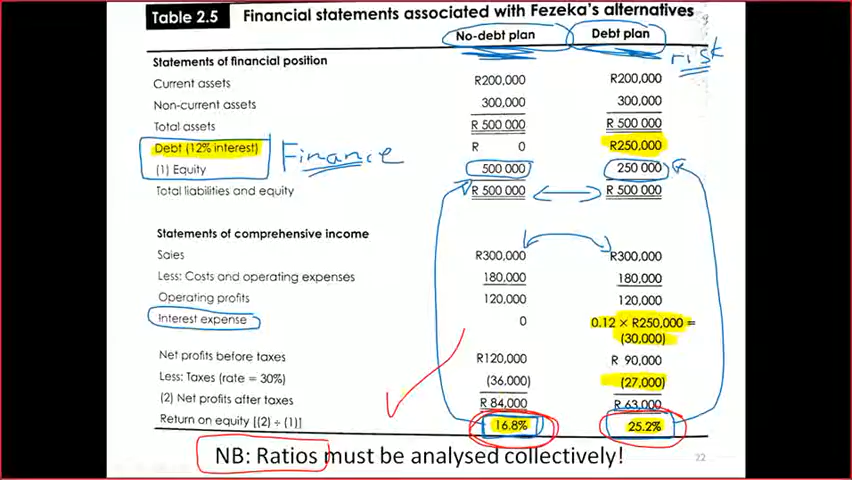 Table 2.5 Financial statements associated with Fezeka's alternatives
No-debt plan Debt plan
risk
Statements of financial position
Current assets R200,000 R200,000
Non-current assets 300,000 300,000
Total assets R 500 000 R 500 000
Debt (12% interest) R 0 R250,000
Finance
(1) Equity 500 000 250 000
Total liabilities and equity R 500 000 R 500 000
Statements of comprehensive income
Sales R300,000 R300,000
Less: Costs and operating expenses 180,000 180,000
Operating profits 120,000 120,000
Interest expense 0 0.12 × R250,000 =
(30,000)
Net profits before taxes R120,000 R 90,000
Less: Taxes (rate = 30%) (36,000) (27,000)
(2) Net profits after taxes R 84,000 R 63,000
Return on equity [(2) ÷ (1)] 16.8% 25.2%
NB: Ratios must be analysed collectively!
22